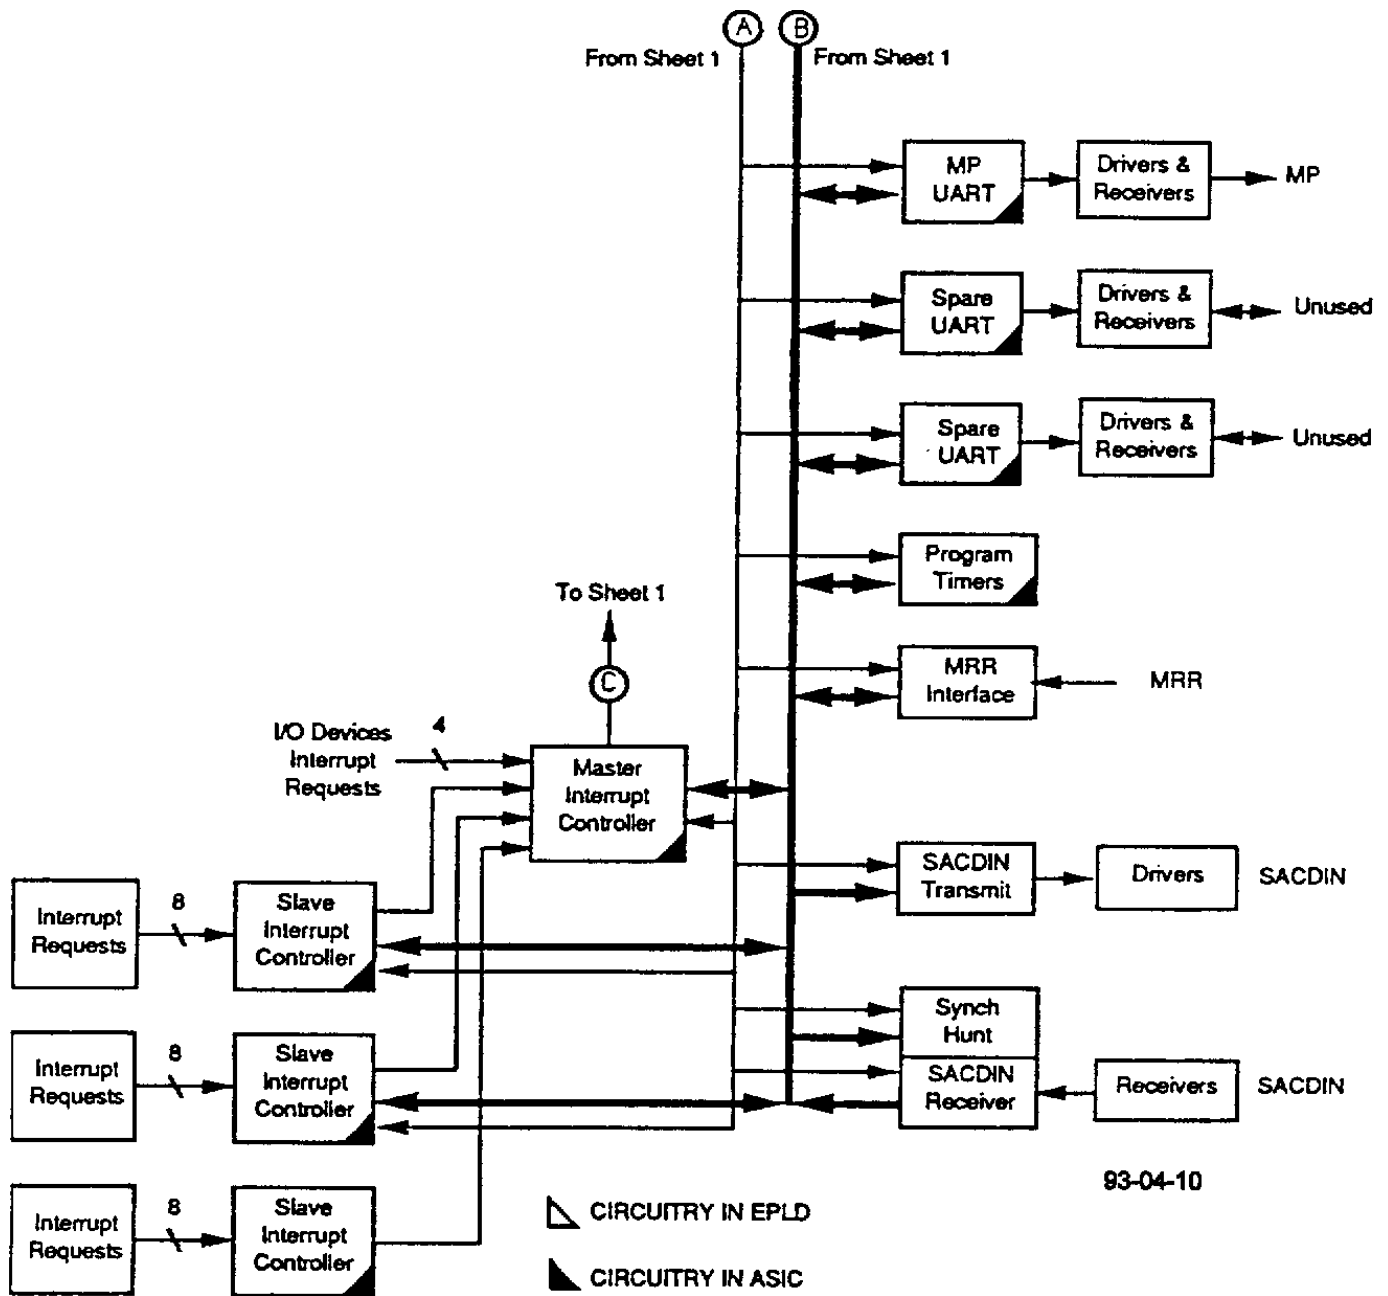 A B
From Sheet 1
From Sheet 1
MP
UART
Drivers &
Receivers
MP
Spare
UART
Drivers &
Receivers
Unused
Spare
UART
Drivers &
Receivers
Unused
Program
Timers
To Sheet 1
C
MRR
Interface
MRR
I/O Devices
Interrupt
Requests
4
Master
Interrupt
Controller
SACDIN
Transmit
Drivers
SACDIN
Interrupt
Requests
8
Slave
Interrupt
Controller
Synch
Hunt
SACDIN
Receiver
Receivers
SACDIN
Interrupt
Requests
8
Slave
Interrupt
Controller
93-04-10
Interrupt
Requests
8
Slave
Interrupt
Controller
CIRCUITRY IN EPLD
CIRCUITRY IN ASIC